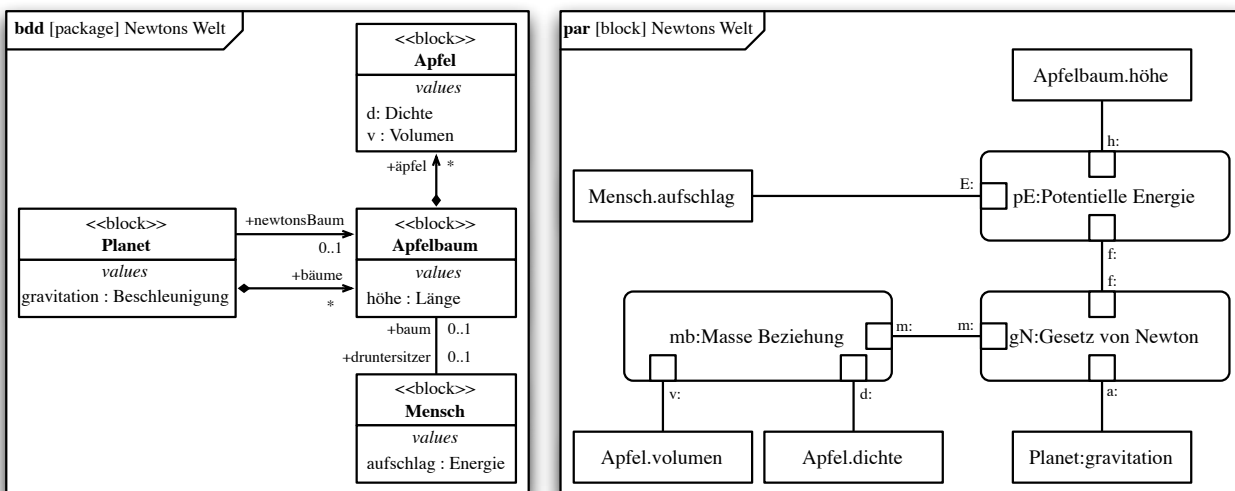 bdd [package] Newtons Welt
<<block>>
Apfel
values
d: Dichte
v : Volumen
+äpfel
*
<<block>>
Planet
values
gravitation : Beschleunigung
+newtonsBaum
0..1
+bäume
*
<<block>>
Apfelbaum
values
höhe : Länge
+baum
0..1
+druntersitzer
0..1
<<block>>
Mensch
values
aufschlag : Energie
par [block] Newtons Welt
Apfelbaum.höhe
h:
Mensch.aufschlag
E:
pE:Potentielle Energie
f:
f:
mb:Masse Beziehung
m:
m:
gN:Gesetz von Newton
v:
d:
a:
Apfel.volumen
Apfel.dichte
Planet:gravitation